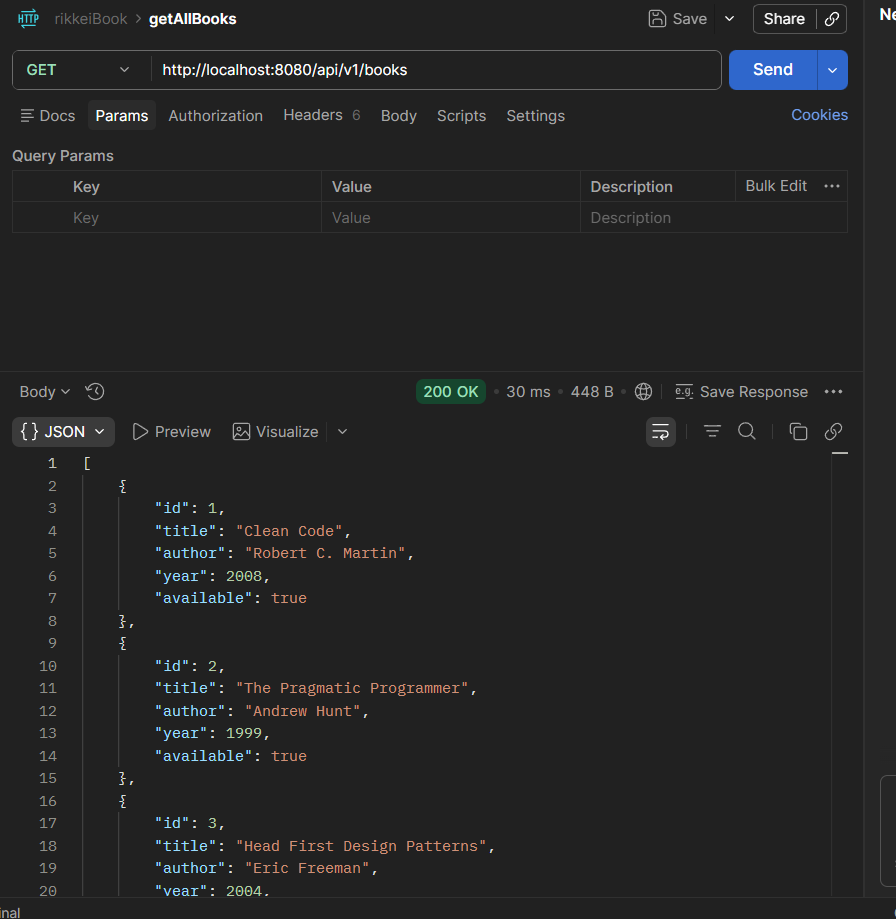 HTTP rikkeiBook > getAllBooks Save Share
Ne
GET http://localhost:8080/api/v1/books Send
Docs Params Authorization Headers 6 Body Scripts Settings Cookies
Query Params
Key Value Description Bulk Edit
Key Value Description
Body 200 OK 30 ms 448 B e.g. Save Response
{} JSON Preview Visualize
1 [
2 {
3 "id": 1,
4 "title": "Clean Code",
5 "author": "Robert C. Martin",
6 "year": 2008,
7 "available": true
8 },
9 {
10 "id": 2,
11 "title": "The Pragmatic Programmer",
12 "author": "Andrew Hunt",
13 "year": 1999,
14 "available": true
15 },
16 {
17 "id": 3,
18 "title": "Head First Design Patterns",
19 "author": "Eric Freeman",
20 "year": 2004,
inal